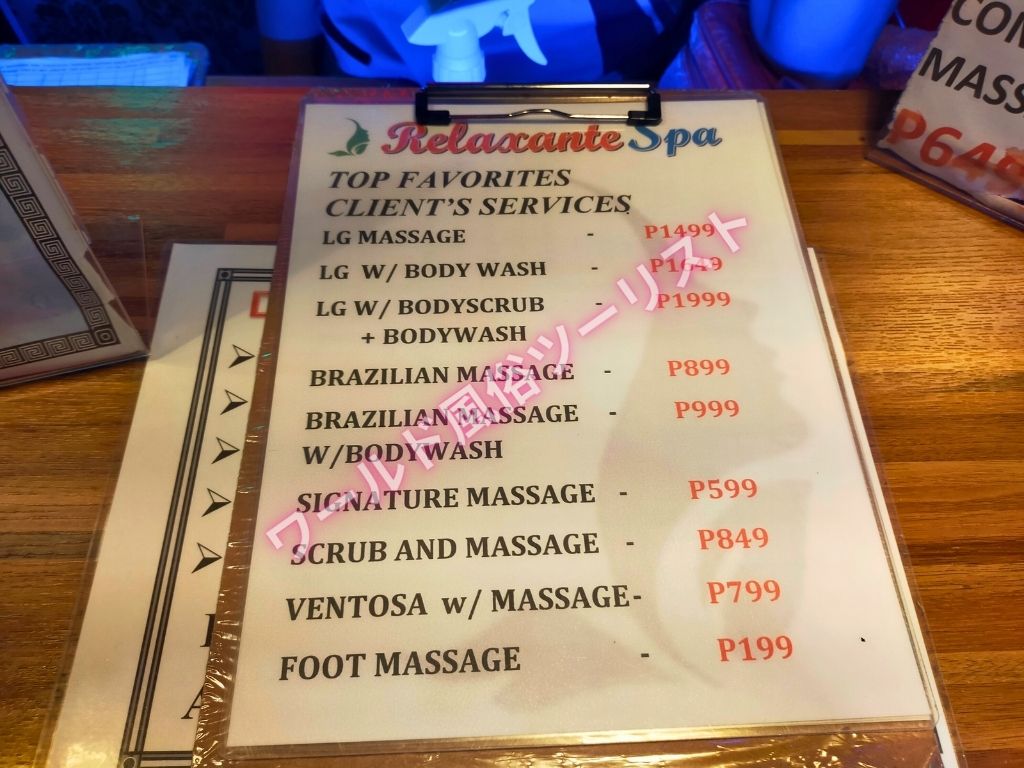 Relaxante Spa
TOP FAVORITES
CLIENT'S SERVICES
LG MASSAGE - P1499
LG W/ BODY WASH - P1649
LG W/ BODYSCRUB - P1999
+ BODYWASH
BRAZILIAN MASSAGE - P899
BRAZILIAN MASSAGE - P999
W/BODYWASH
SIGNATURE MASSAGE - P599
SCRUB AND MASSAGE - P849
VENTOSA w/ MASSAGE- P799
FOOT MASSAGE - P199
ワールド風俗ツーリスト